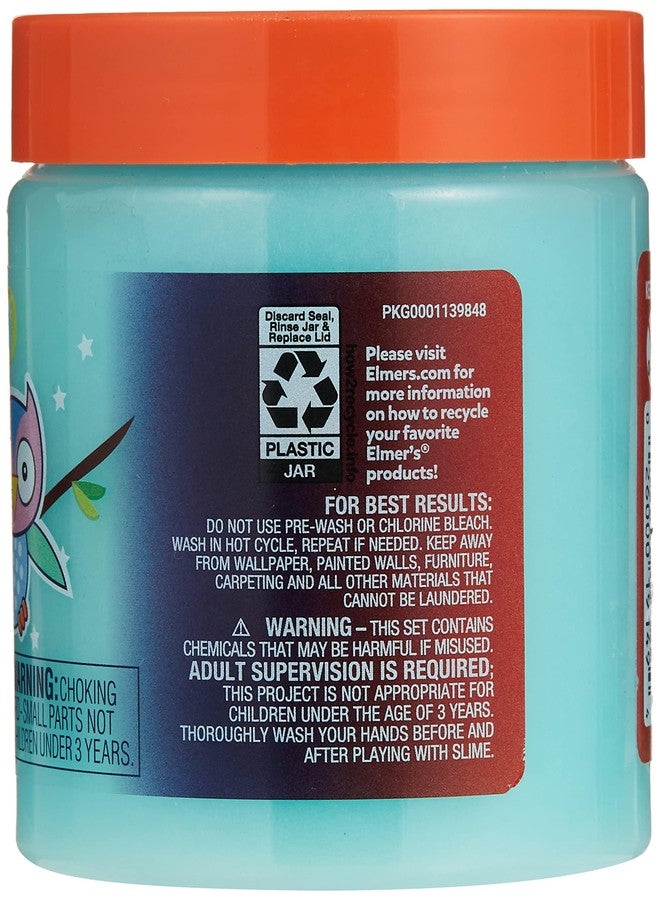 Discard Seal,
Rinse Jar &
Replace Lid
PLASTIC
JAR
how2recycle.info
PKG0001139848
Please visit
Elmers.com for
more information
on how to recycle
your favorite
Elmer's®
products!
FOR BEST RESULTS:
DO NOT USE PRE-WASH OR CHLORINE BLEACH.
WASH IN HOT CYCLE, REPEAT IF NEEDED. KEEP AWAY
FROM WALLPAPER, PAINTED WALLS, FURNITURE,
CARPETING AND ALL OTHER MATERIALS THAT
CANNOT BE LAUNDERED.
⚠ WARNING – THIS SET CONTAINS
CHEMICALS THAT MAY BE HARMFUL IF MISUSED.
ADULT SUPERVISION IS REQUIRED:
THIS PROJECT IS NOT APPROPRIATE FOR
CHILDREN UNDER THE AGE OF 3 YEARS.
THOROUGHLY WASH YOUR HANDS BEFORE AND
AFTER PLAYING WITH SLIME.
ARNING: CHOKING
SMALL PARTS NOT
UNDER 3 YEARS.